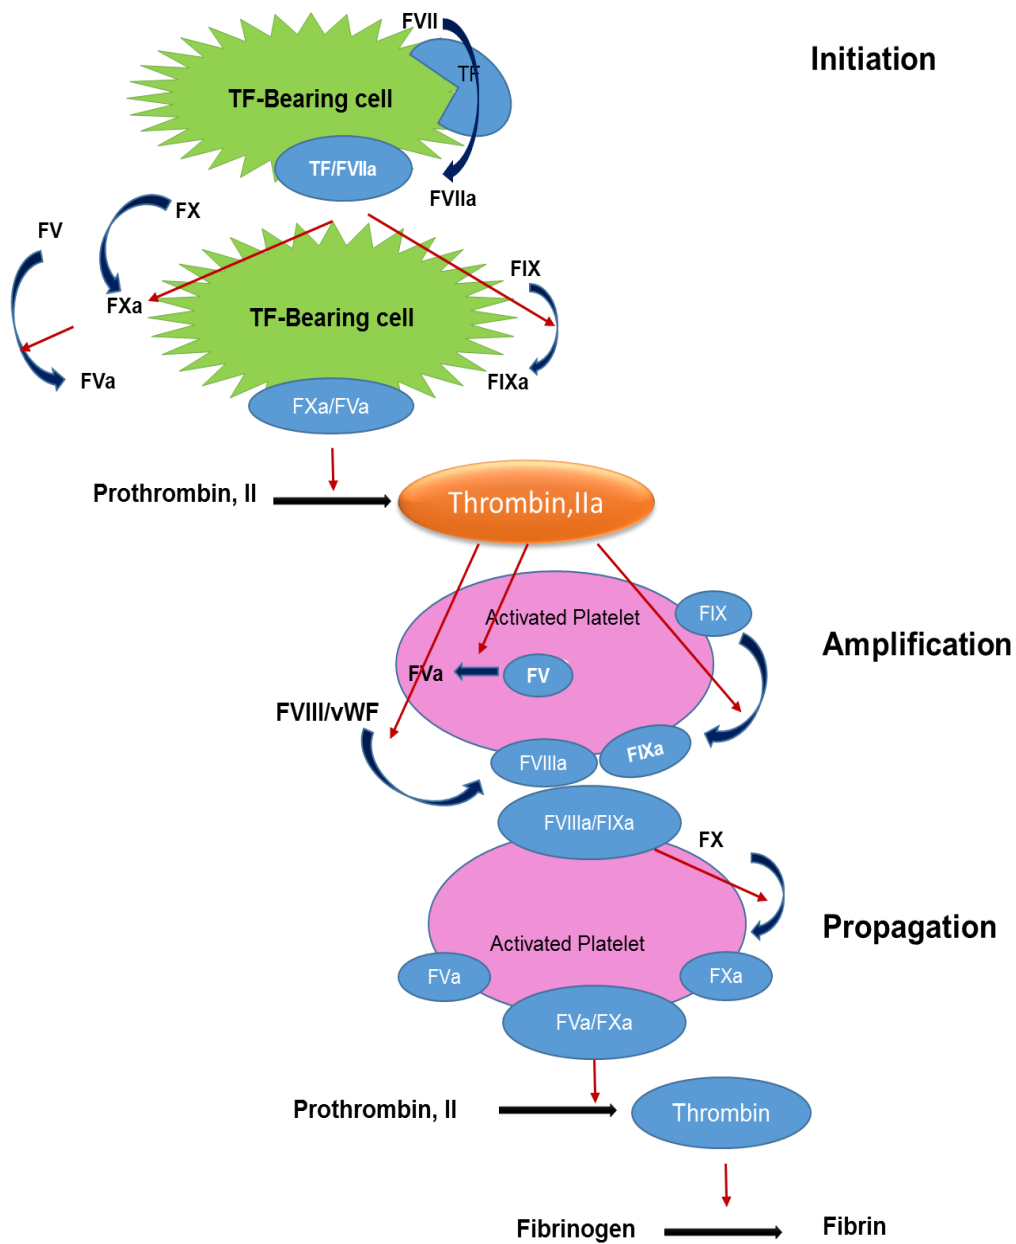 FVII
Initiation
TF
TF-Bearing cell
TF/FVIIa
FVIIa
FX
FV
FIX
FXa
TF-Bearing cell
FVa
FIXa
FXa/FVa
Prothrombin, II
Thrombin,IIa
FIX
Activated Platelet
Amplification
FVa
FV
FVIII/vWF
FVIIIa
FIXa
FVIIIa/FIXa
FX
Propagation
Activated Platelet
FVa
FXa
FVa/FXa
Prothrombin, II
Thrombin
Fibrinogen
Fibrin